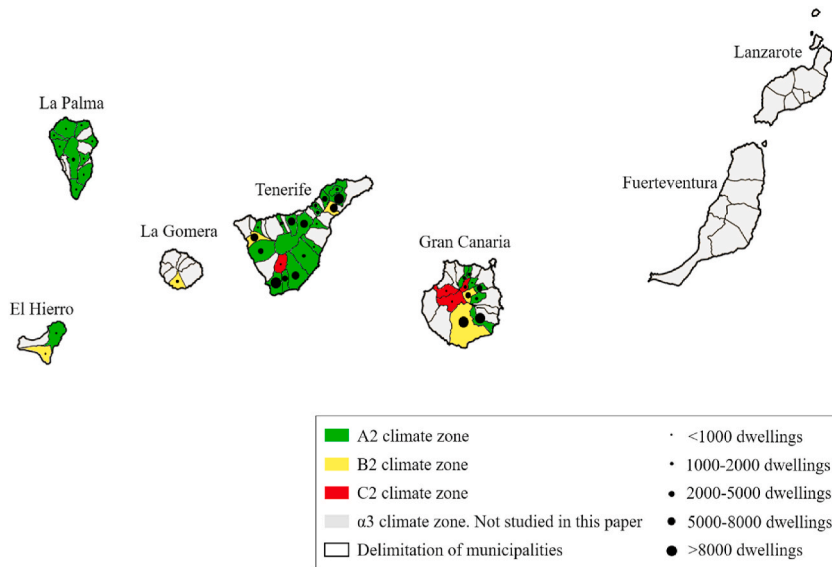 Lanzarote
La Palma
Fuerteventura
Tenerife
La Gomera
Gran Canaria
El Hierro
A2 climate zone
B2 climate zone
C2 climate zone
α3 climate zone. Not studied in this paper
Delimitation of municipalities
<1000 dwellings
1000-2000 dwellings
2000-5000 dwellings
5000-8000 dwellings
>8000 dwellings